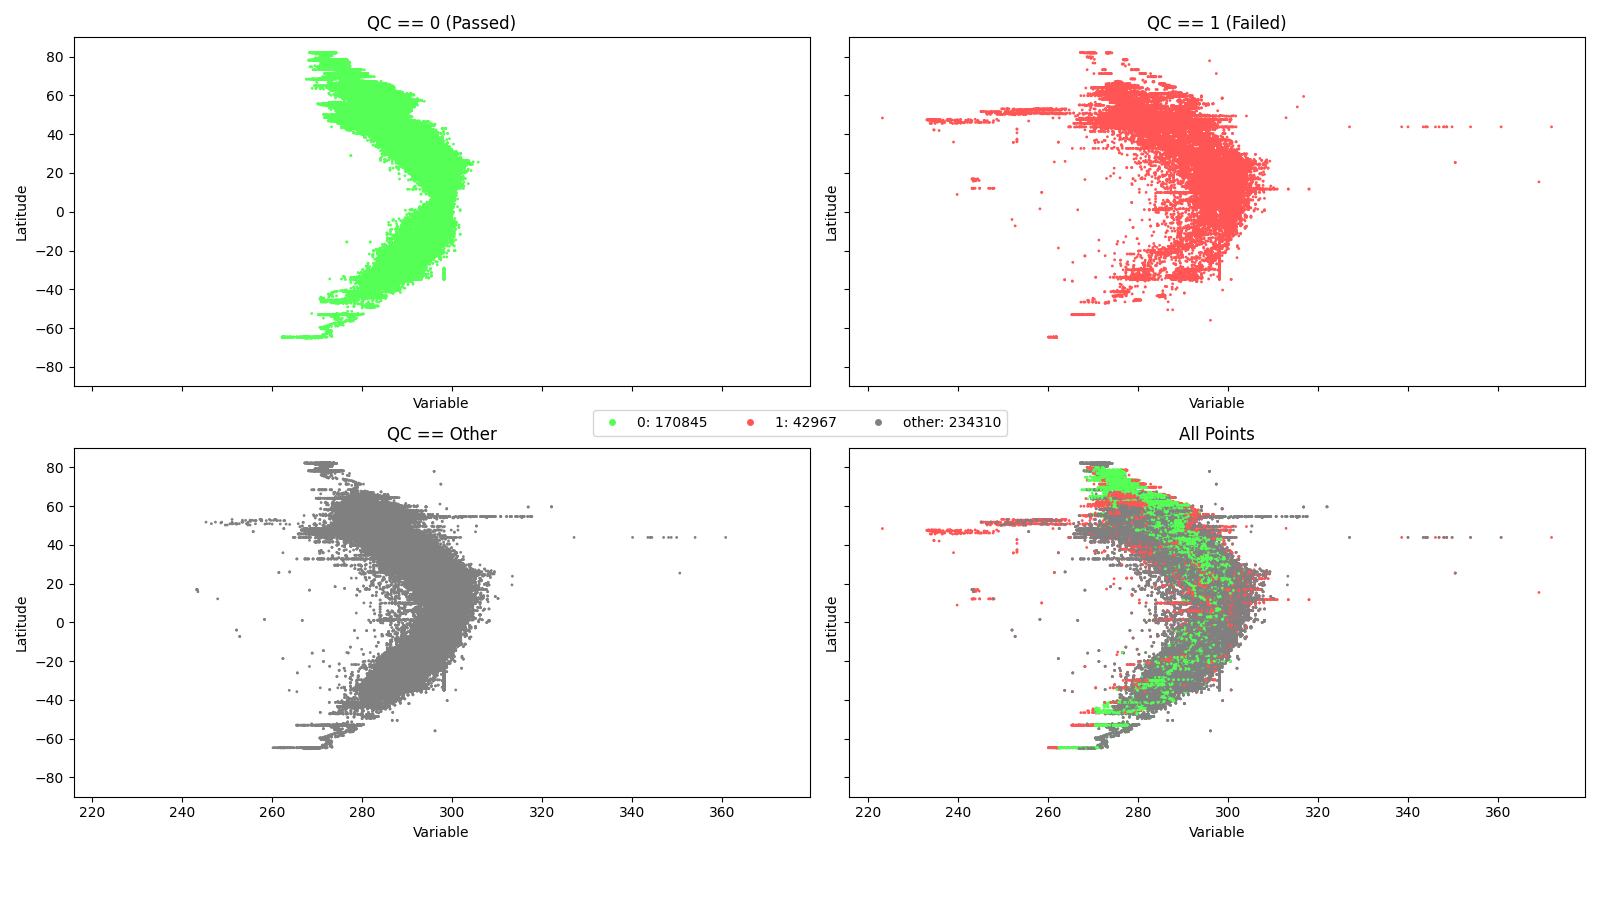 QC == 0 (Passed)
QC == 1 (Failed)
Latitude
80
60
40
20
0
−20
−40
−60
−80
Variable
Latitude
Variable
0: 170845
1: 42967
other: 234310
QC == Other
All Points
Latitude
80
60
40
20
0
−20
−40
−60
−80
220
240
260
280
300
320
340
360
Variable
Latitude
220
240
260
280
300
320
340
360
Variable